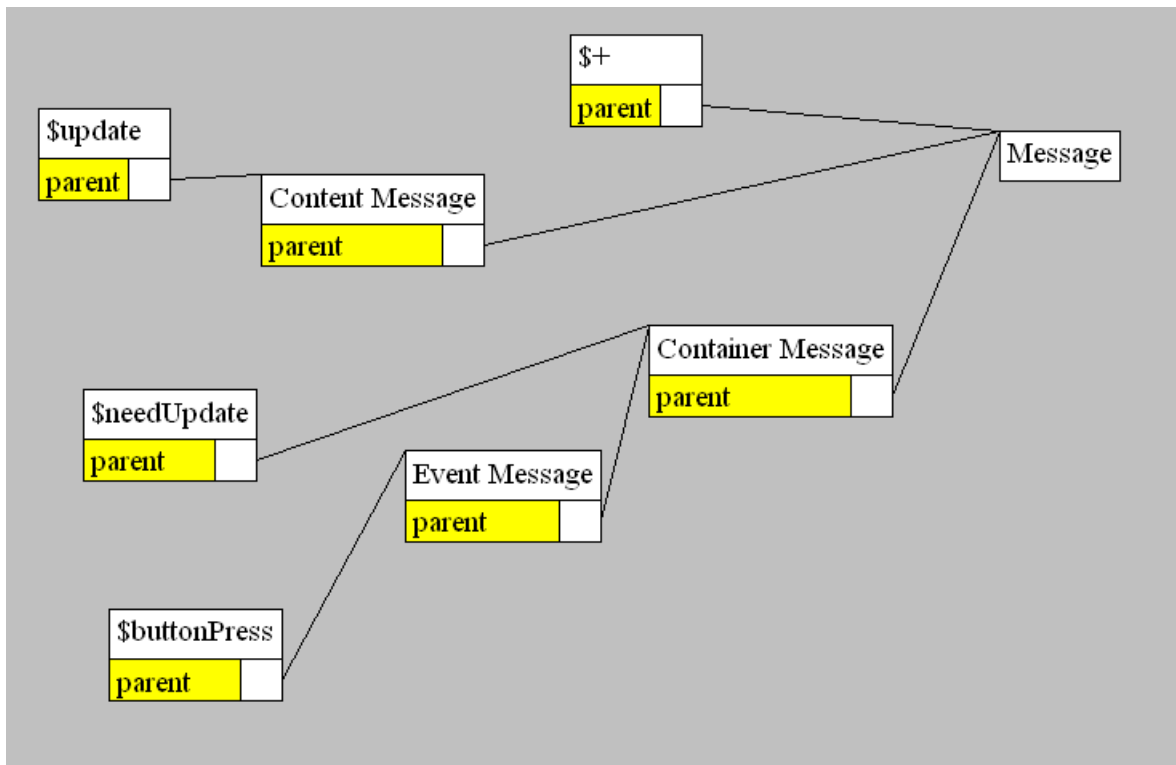 $+
parent
$update
parent
Message
Content Message
parent
Container Message
parent
$needUpdate
parent
Event Message
parent
$buttonPress
parent